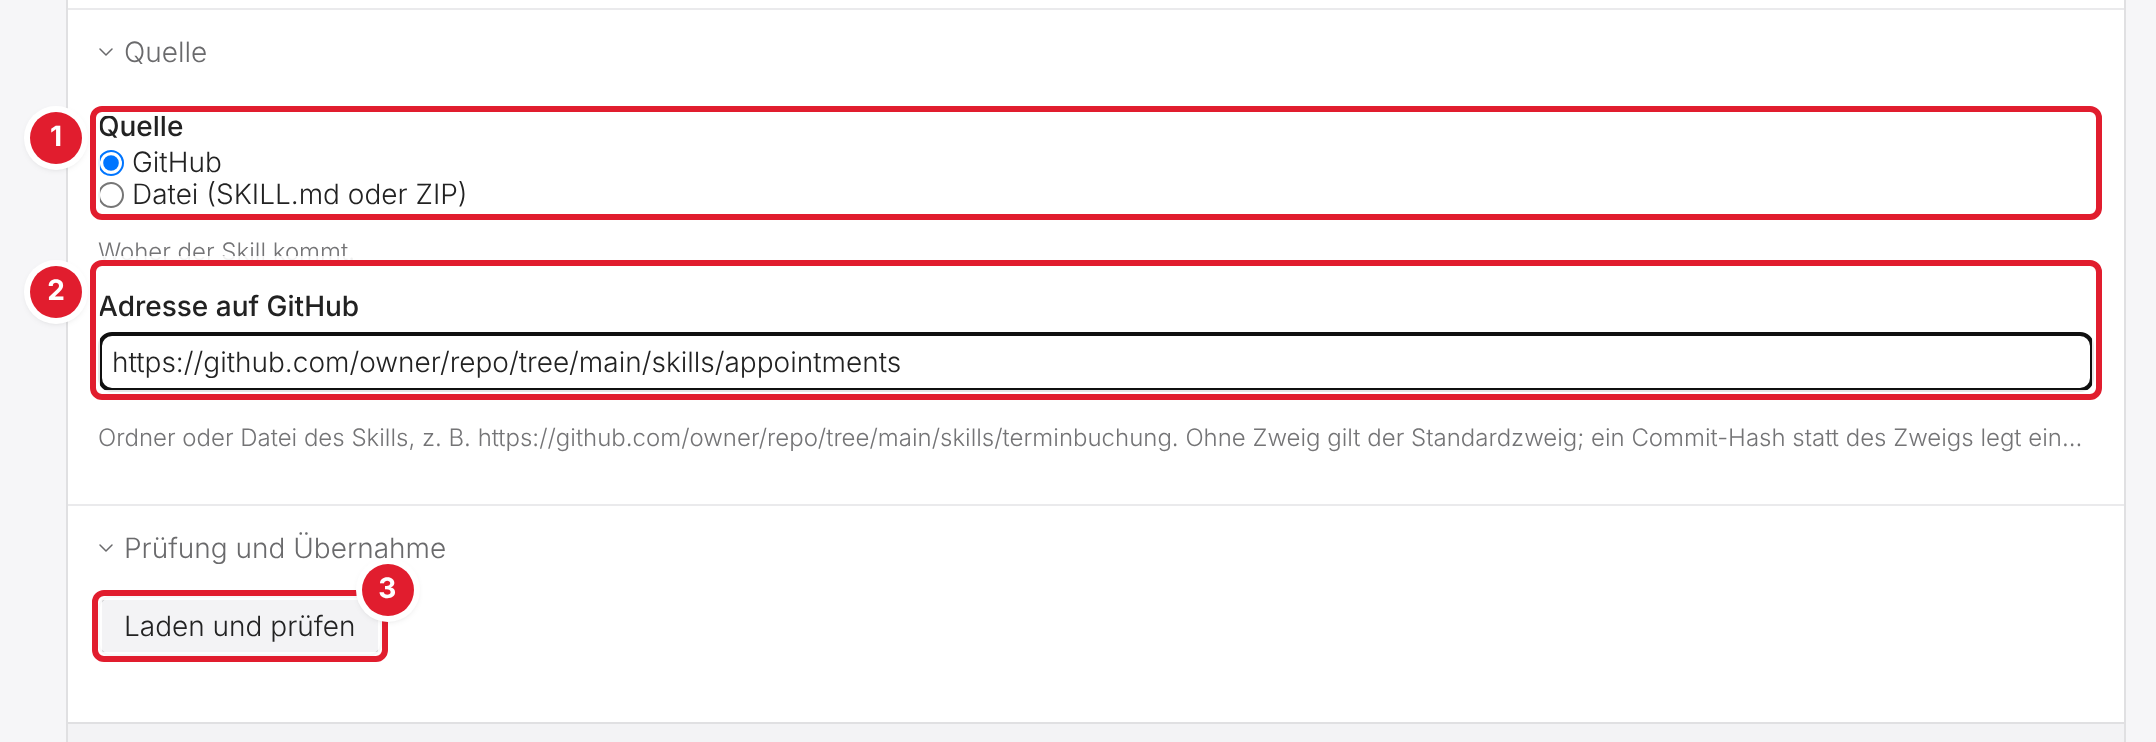 Quelle
1
Quelle
GitHub
Datei (SKILL.md oder ZIP)
Woher der Skill kommt.
2
Adresse auf GitHub
https://github.com/owner/repo/tree/main/skills/appointments
Ordner oder Datei des Skills, z. B. https://github.com/owner/repo/tree/main/skills/terminbuchung. Ohne Zweig gilt der Standardzweig; ein Commit-Hash statt des Zweigs legt ein...
Prüfung und Übernahme
3
Laden und prüfen